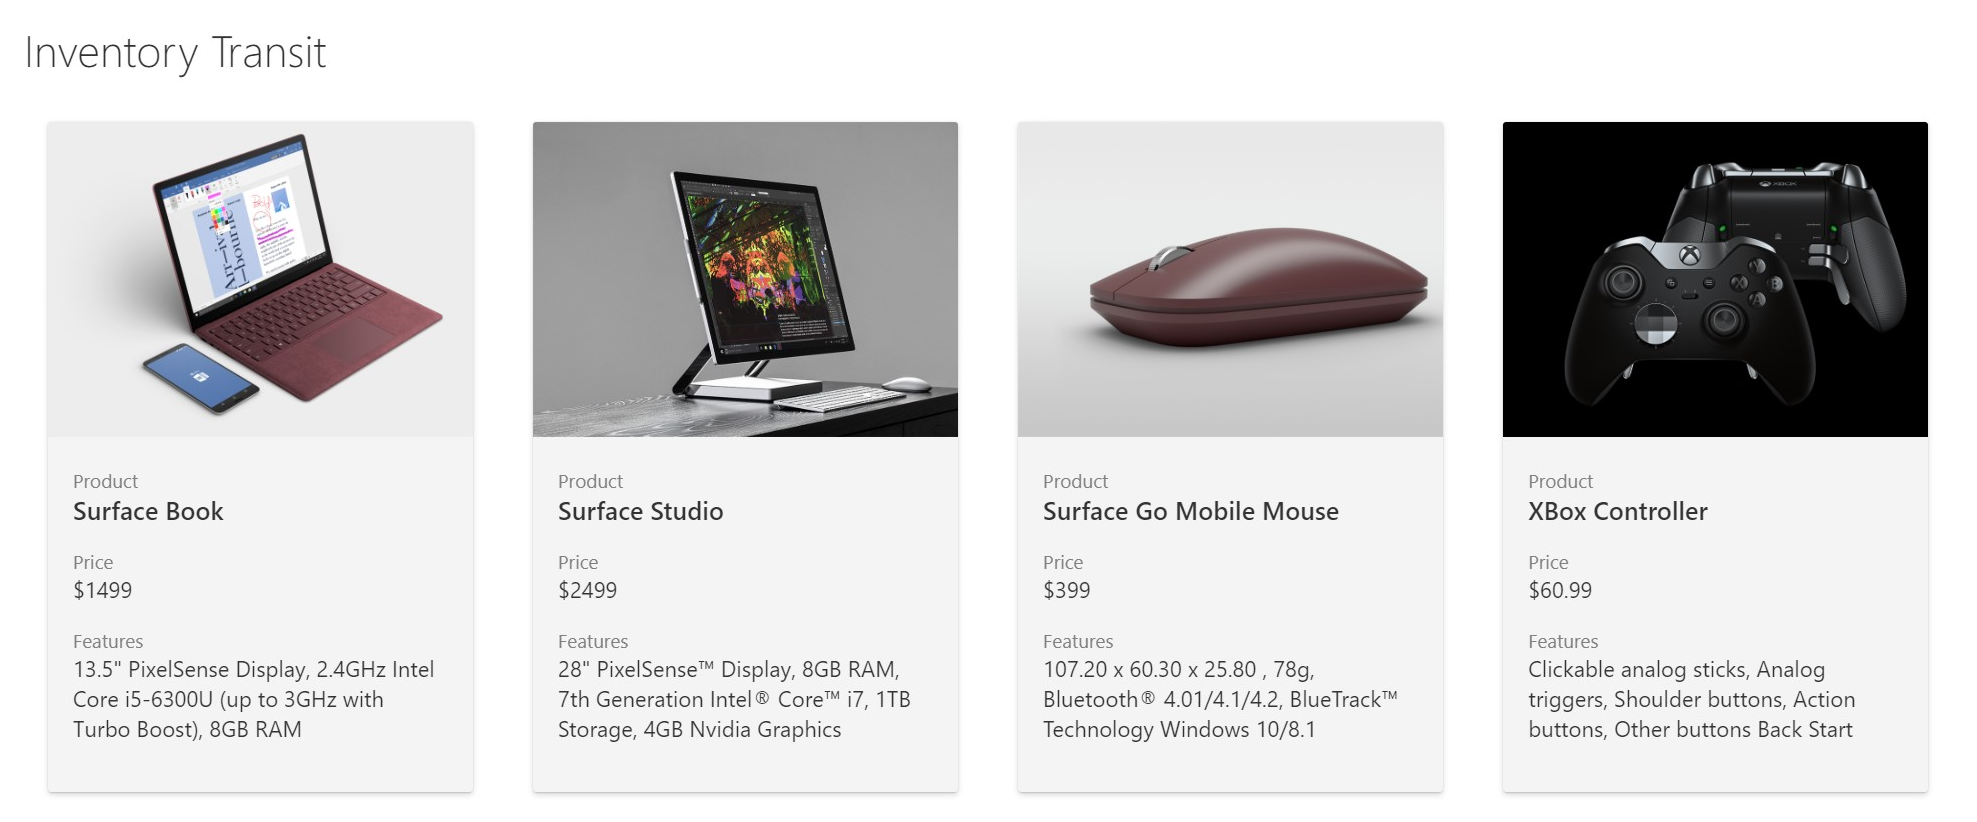 Inventory Transit
XBOX
Product
Surface Book
Price
$1499
Features
13.5" PixelSense Display, 2.4GHz Intel
Core i5-6300U (up to 3GHz with
Turbo Boost), 8GB RAM
Product
Surface Studio
Price
$2499
Features
28" PixelSense™ Display, 8GB RAM,
7th Generation Intel® Core™ i7, 1TB
Storage, 4GB Nvidia Graphics
Product
Surface Go Mobile Mouse
Price
$399
Features
107.20 x 60.30 x 25.80 , 78g,
Bluetooth® 4.01/4.1/4.2, BlueTrack™
Technology Windows 10/8.1
Product
XBox Controller
Price
$60.99
Features
Clickable analog sticks, Analog
triggers, Shoulder buttons, Action
buttons, Other buttons Back Start